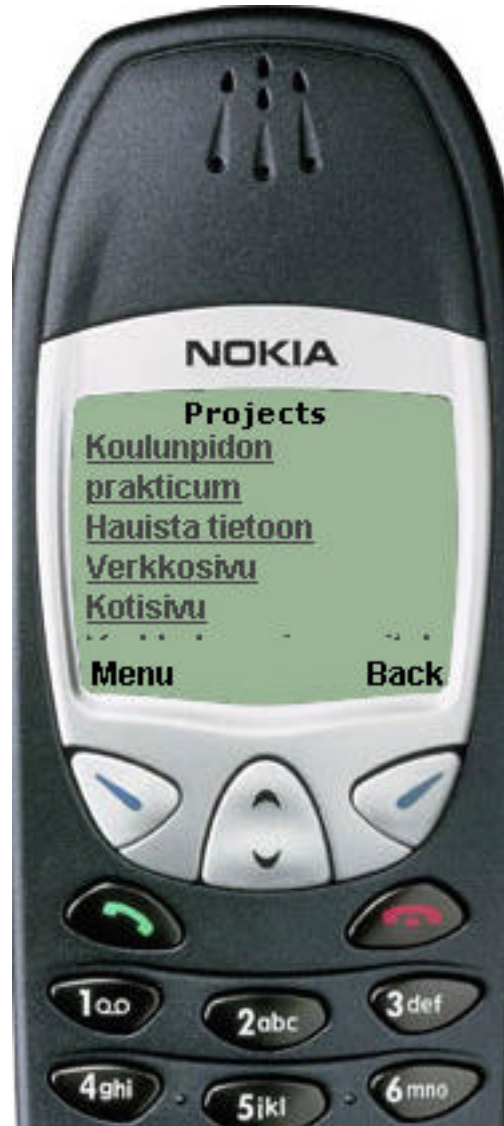 NOKIA
Projects
Koulunpidon
prakticum
Hauista tietoon
Verkkosivu
Kotisivu
Menu Back
1
2abc
3def
4ghi
5jkl
6mno